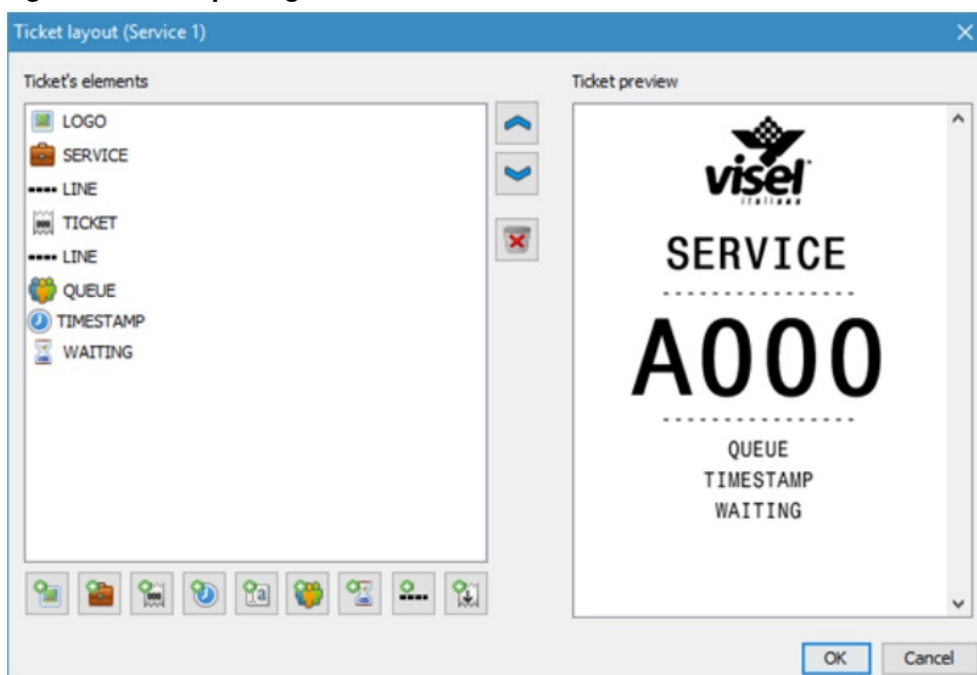 Ticket layout (Service 1)
Ticket's elements
LOGO
SERVICE
LINE
TICKET
LINE
QUEUE
TIMESTAMP
WAITING
a
Ticket preview
visel
italiana
SERVICE
----------------
A000
----------------
QUEUE
TIMESTAMP
WAITING
OK Cancel